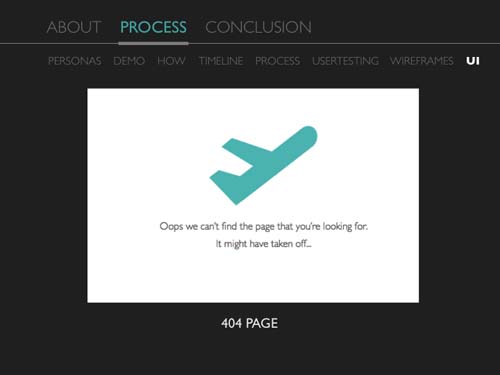 ABOUT PROCESS CONCLUSION
PERSONAS DEMO HOW TIMELINE PROCESS USERTESTING WIREFRAMES UI
Oops we can't find the page that you're looking for.
It might have taken off...
404 PAGE